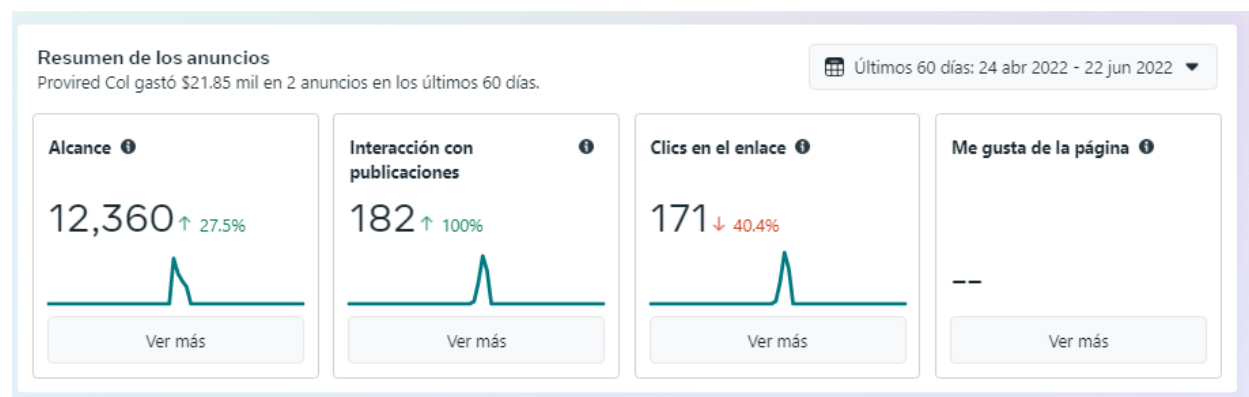 Resumen de los anuncios
Provired Col gastó $21.85 mil en 2 anuncios en los últimos 60 días.
Últimos 60 días: 24 abr 2022 - 22 jun 2022
Alcance
12,360↑ 27.5%
Ver más
Interacción con
publicaciones
182↑ 100%
Ver más
Clics en el enlace
171↓ 40.4%
Ver más
Me gusta de la página
--
Ver más